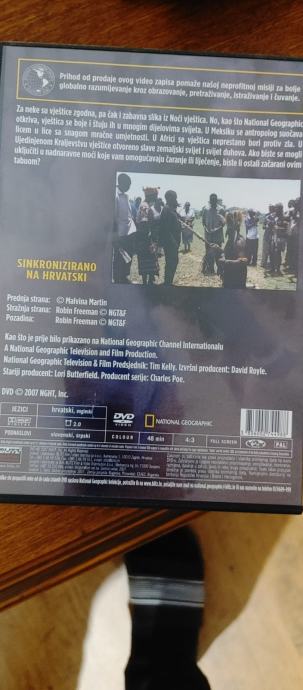 Prihod od prodaje ovog video zapisa pomaže našoj neprofitnoj misiji za bolje
globalno razumijevanje kroz obrazovanje, pretraživanje, istraživanje i čuvanje.
Za neke su vještice zgodna, pa čak i zabavna slika iz Noći vještica. No, kao što National Geographic
otkriva, vještica se boje i štuju ih u mnogim dijelovima svijeta. U Meksiku se antropolog suočava
licem u lice sa snagom mračne umjetnosti. U Africi se vještica neprestano bori protiv zla. U
Ujedinjenom Kraljevstvu vještice otvoreno slave zemaljski svijet i svijet duhova. Ako biste se mogli
uključiti u nadnaravne moći koje vam omogućavaju čaranje ili liječenje, biste li ostali začarani ovim
tabuom?
SINKRONIZIRANO
NA HRVATSKI
Prednja strana: © Malvina Martin
Stražnja strana: Robin Freeman © NGT&F
Pozadina: Robin Freeman © NGT&F
Kao što je prije bilo prikazano na National Geographic Channel Internationalu
A National Geographic Television and Film Production.
National Geographic Television & Film Predsjednik: Tim Kelly. Izvršni producent: David Royle.
Stariji producent: Lori Butterfield. Producent serije: Charles Poe.
DVD © 2007 NGHT, Inc.
JEZICI hrvatski, engleski
2.0
DVD VIDEO
NATIONAL GEOGRAPHIC
PODNASLOVI slovenski, srpski COLOUR 48 min 4:3 FULL SCREEN PAL